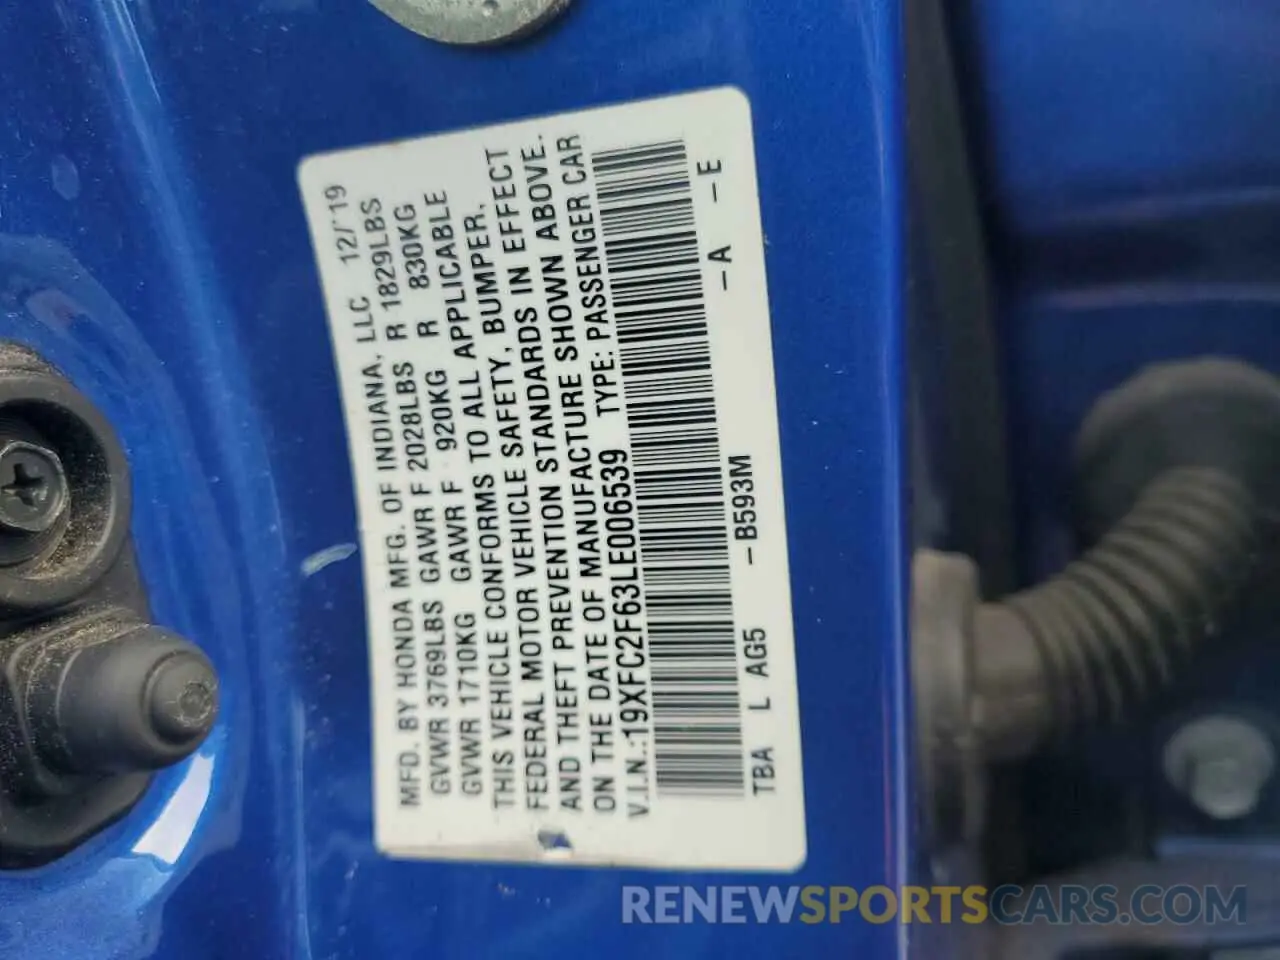 MFD. BY HONDA MFG. OF INDIANA, LLC 12/'19
GVWR 3769LBS GAWR F 2028LBS R 1829LBS
GVWR 1710KG GAWR F 920KG R 830KG
THIS VEHICLE CONFORMS TO ALL APPLICABLE
FEDERAL MOTOR VEHICLE SAFETY, BUMPER,
AND THEFT PREVENTION STANDARDS IN EFFECT
ON THE DATE OF MANUFACTURE SHOWN ABOVE.
V.I.N.:19XFC2F63LE006539 TYPE: PASSENGER CAR
TBA L AG5 -B593M -A -E
RENEWSPORTSCARS.COM